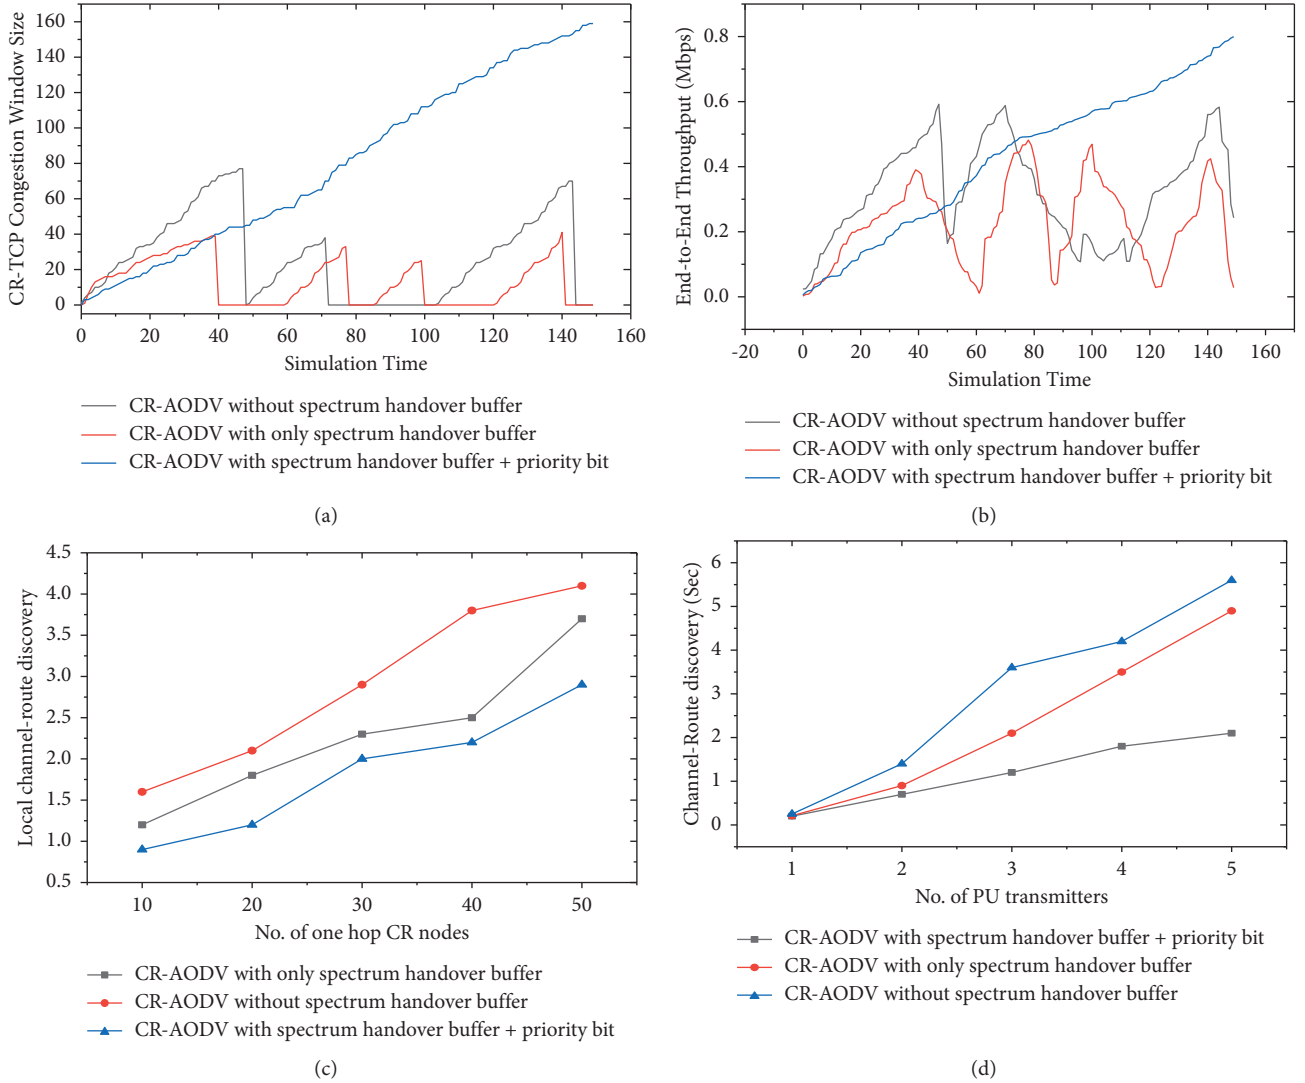 CR-TCP Congestion Window Size
160
140
120
100
80
60
40
20
0
0 20 40 60 80 100 120 140 160
Simulation Time
CR-AODV without spectrum handover buffer
CR-AODV with only spectrum handover buffer
CR-AODV with spectrum handover buffer + priority bit
(a)
End-to-End Throughput (Mbps)
0.8
0.6
0.4
0.2
0.0
-20 0 20 40 60 80 100 120 140 160
Simulation Time
CR-AODV without spectrum handover buffer
CR-AODV with only spectrum handover buffer
CR-AODV with spectrum handover buffer + priority bit
(b)
Local channel-route discovery
4.5
4.0
3.5
3.0
2.5
2.0
1.5
1.0
0.5
10 20 30 40 50
No. of one hop CR nodes
CR-AODV with only spectrum handover buffer
CR-AODV without spectrum handover buffer
CR-AODV with spectrum handover buffer + priority bit
(c)
Channel-Route discovery (Sec)
6
5
4
3
2
1
0
1 2 3 4 5
No. of PU transmitters
CR-AODV with spectrum handover buffer + priority bit
CR-AODV with only spectrum handover buffer
CR-AODV without spectrum handover buffer
(d)